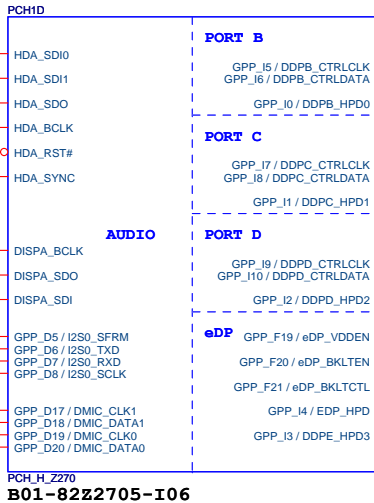 PCH1D
HDA_SDI0
HDA_SDI1
HDA_SDO
HDA_BCLK
HDA_RST#
HDA_SYNC
AUDIO
DISPA_BCLK
DISPA_SDO
DISPA_SDI
GPP_D5 / I2S0_SFRM
GPP_D6 / I2S0_TXD
GPP_D7 / I2S0_RXD
GPP_D8 / I2S0_SCLK
GPP_D17 / DMIC_CLK1
GPP_D18 / DMIC_DATA1
GPP_D19 / DMIC_CLK0
GPP_D20 / DMIC_DATA0
PORT B
GPP_I5 / DDPB_CTRLCLK
GPP_I6 / DDPB_CTRLDATA
GPP_I0 / DDPB_HPD0
PORT C
GPP_I7 / DDPC_CTRLCLK
GPP_I8 / DDPC_CTRLDATA
GPP_I1 / DDPC_HPD1
PORT D
GPP_I9 / DDPD_CTRLCLK
GPP_I10 / DDPD_CTRLDATA
GPP_I2 / DDPD_HPD2
eDP
GPP_F19 / eDP_VDDEN
GPP_F20 / eDP_BKLTEN
GPP_F21 / eDP_BKLTCTL
GPP_I4 / EDP_HPD
GPP_I3 / DDPE_HPD3
PCH_H_Z270
B01-82Z2705-I06